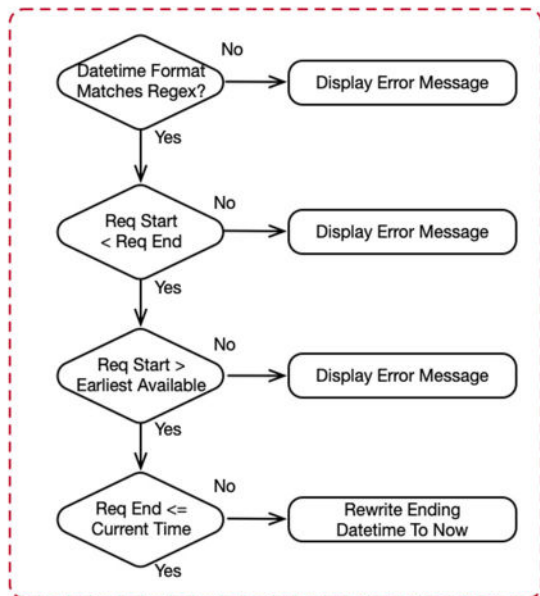 No
Datetime Format
Matches Regex?
Display Error Message
Yes
No
Req Start
< Req End
Display Error Message
Yes
No
Req Start >
Earliest Available
Display Error Message
Yes
No
Req End <=
Current Time
Rewrite Ending
Datetime To Now
Yes